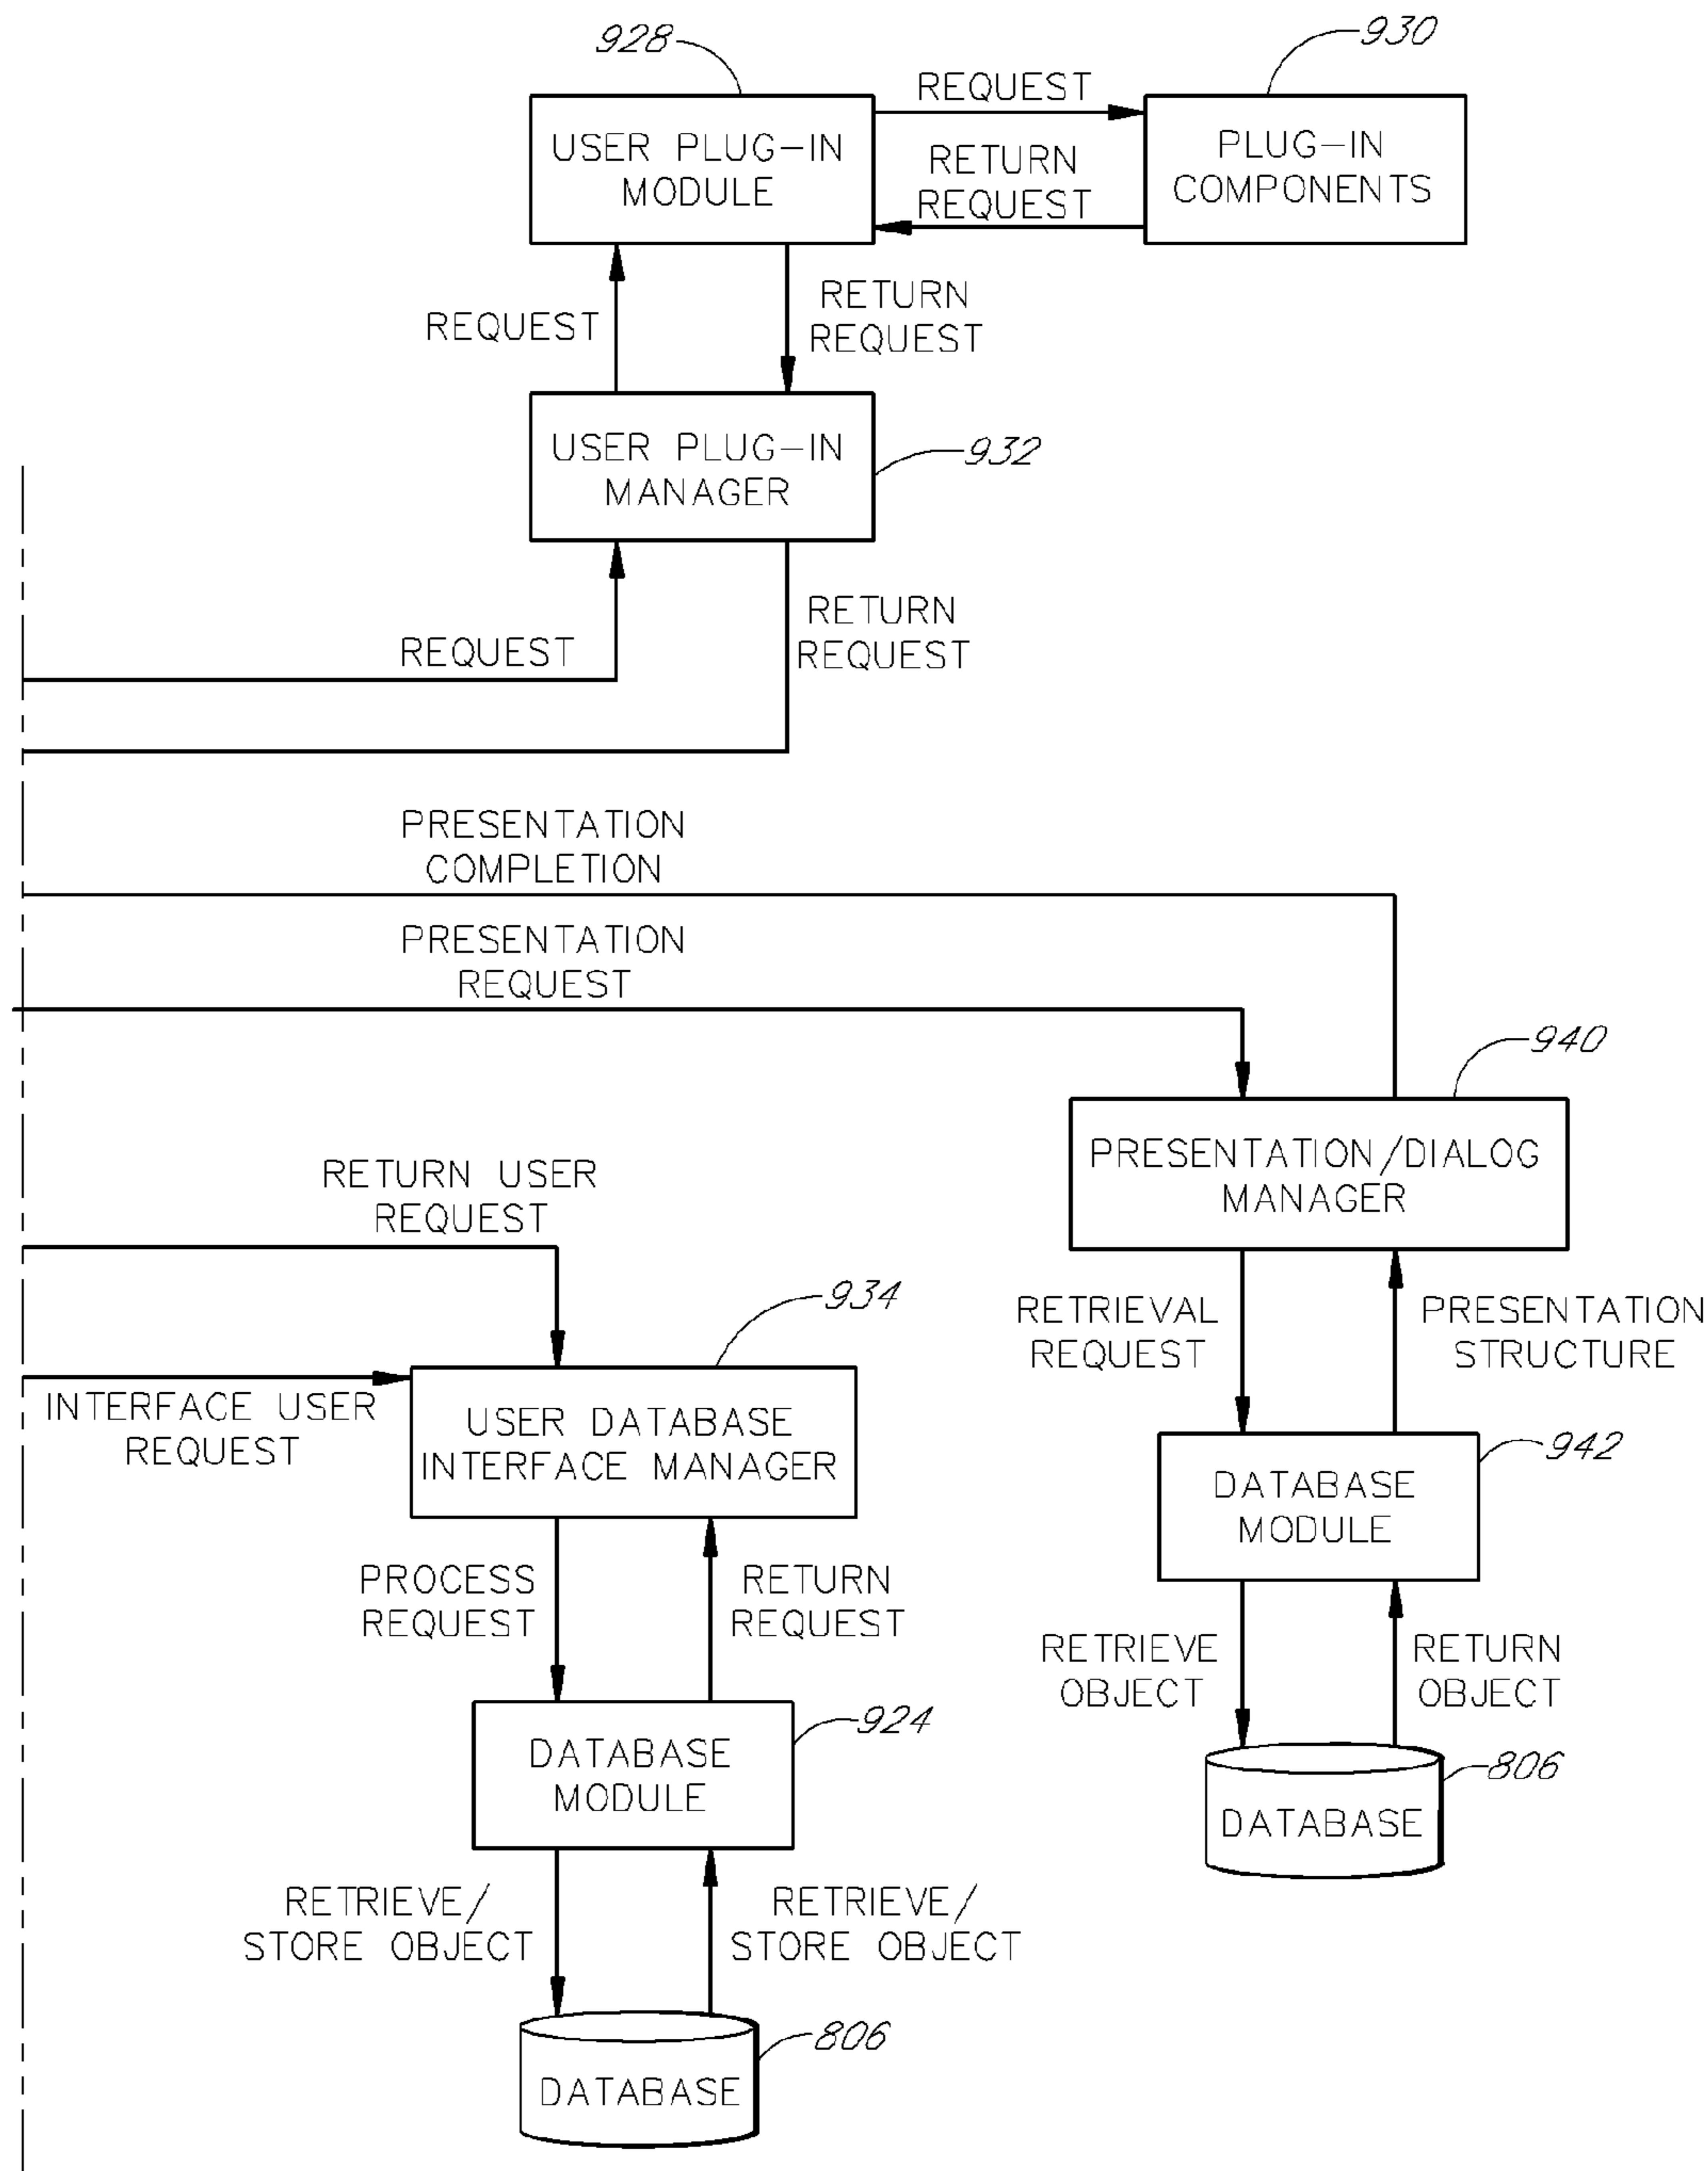 928
930
REQUEST
USER PLUG-IN
MODULE
RETURN
REQUEST
PLUG-IN
COMPONENTS
REQUEST
RETURN
REQUEST
USER PLUG-IN
MANAGER
932
REQUEST
RETURN
REQUEST
PRESENTATION
COMPLETION
PRESENTATION
REQUEST
940
PRESENTATION/DIALOG
MANAGER
RETURN USER
REQUEST
934
RETRIEVAL
REQUEST
PRESENTATION
STRUCTURE
INTERFACE USER
REQUEST
USER DATABASE
INTERFACE MANAGER
942
DATABASE
MODULE
PROCESS
REQUEST
RETURN
REQUEST
RETRIEVE
OBJECT
RETURN
OBJECT
924
DATABASE
MODULE
806
DATABASE
RETRIEVE/
STORE OBJECT
RETRIEVE/
STORE OBJECT
806
DATABASE